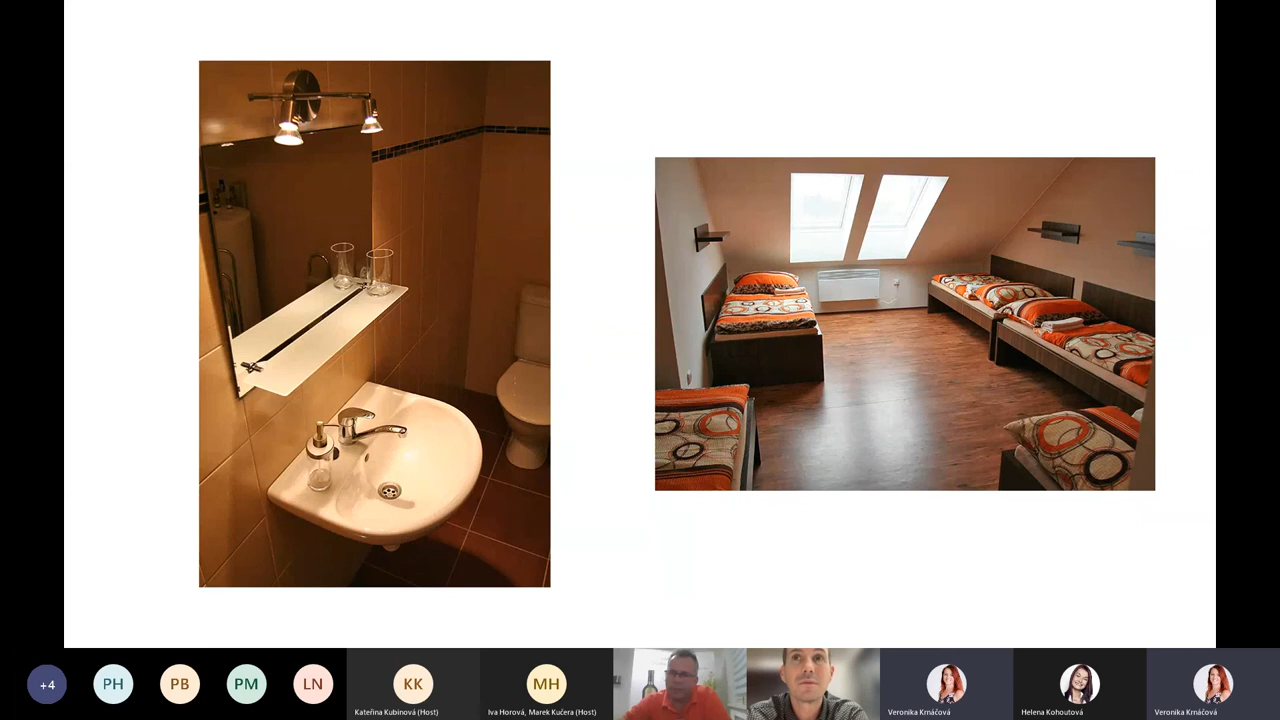 +4
PH
PB
PM
LN
KK
Kateřina Kubínová (Host)
MH
Iva Horová, Marek Kučera (Host)
Veronika Krnáčová
Helena Kohoutová
Veronika Krnáčová